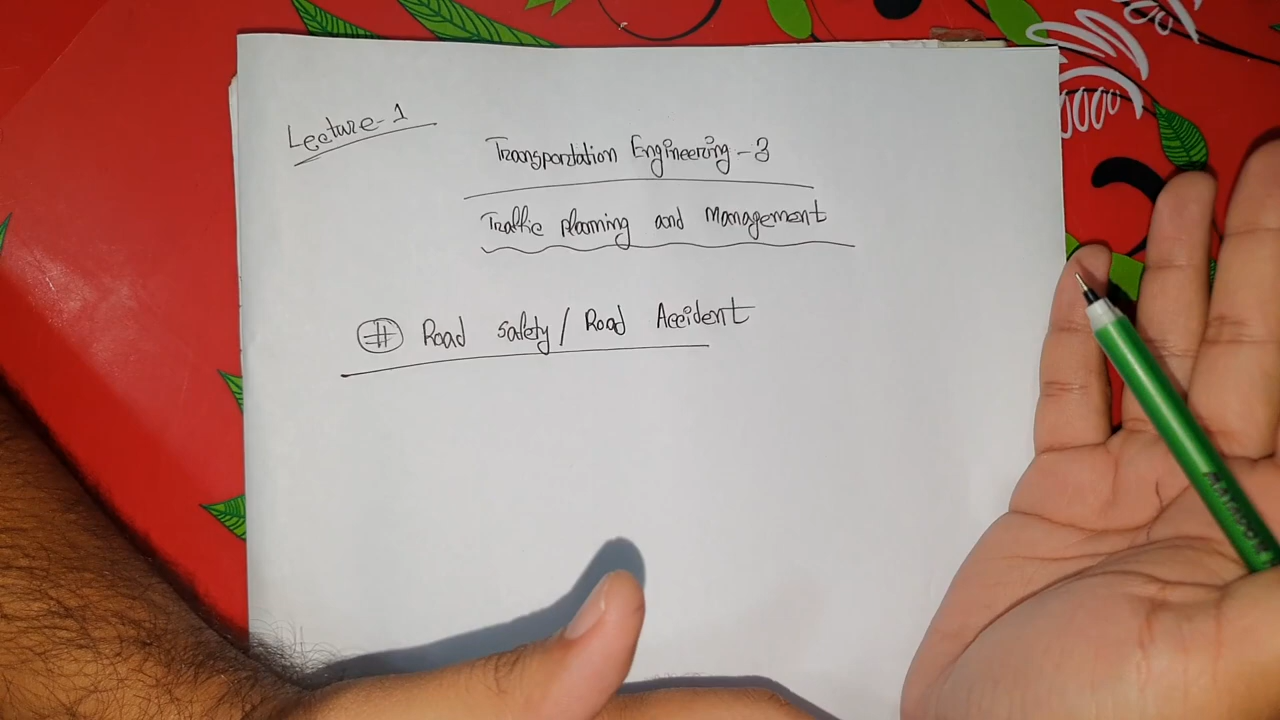 Lecture-1
Transportation Engineering-3
Traffic planning and Management
# Road safety/Road Accident